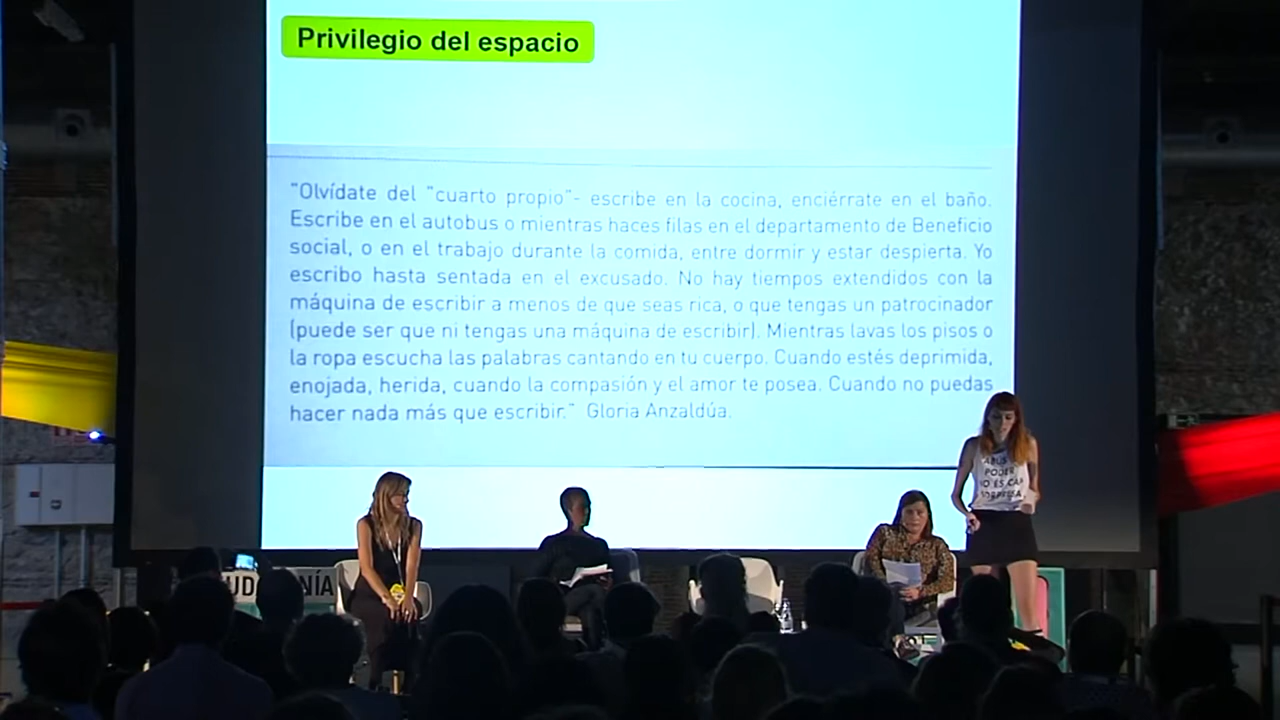 Privilegio del espacio
"Olvídate del "cuarto propio"- escribe en la cocina, enciérrate en el baño.
Escribe en el autobus o mientras haces filas en el departamento de Beneficio
social, o en el trabajo durante la comida, entre dormir y estar despierta. Yo
escribo hasta sentada en el excusado. No hay tiempos extendidos con la
máquina de escribir a menos de que seas rica, o que tengas un patrocinador
(puede ser que ni tengas una máquina de escribir). Mientras lavas los pisos o
la ropa escucha las palabras cantando en tu cuerpo. Cuando estés deprimida,
enojada, herida, cuando la compasión y el amor te posea. Cuando no puedas
hacer nada más que escribir." Gloria Anzaldúa.
PODER
NO ES